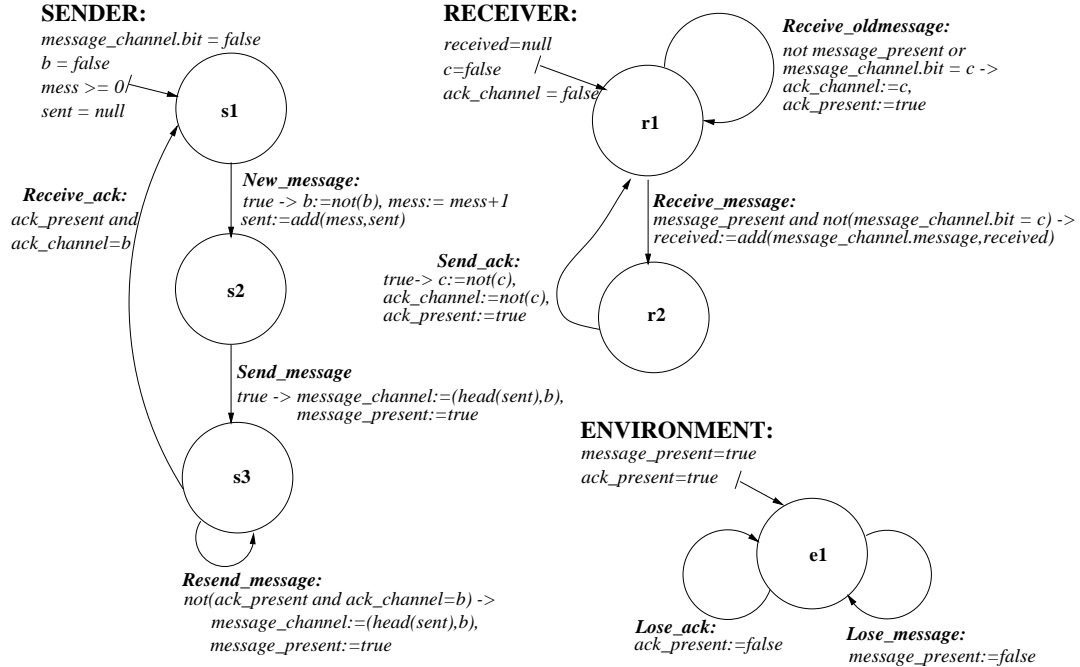 SENDER:
message_channel.bit = false
b = false
mess >= 0
sent = null
s1
Receive_ack:
ack_present and
ack_channel=b
New_message:
true -> b:=not(b), mess:= mess+1
sent:=add(mess,sent)
s2
Send_message
true -> message_channel:=(head(sent),b),
message_present:=true
s3
Resend_message:
not(ack_present and ack_channel=b) ->
message_channel:=(head(sent),b),
message_present:=true
RECEIVER:
received=null
c=false
ack_channel = false
r1
Receive_oldmessage:
not message_present or
message_channel.bit = c ->
ack_channel:=c,
ack_present:=true
Receive_message:
message_present and not(message_channel.bit = c) ->
received:=add(message_channel.message,received)
Send_ack:
true-> c:=not(c),
ack_channel:=not(c),
ack_present:=true
r2
ENVIRONMENT:
message_present=true
ack_present=true
e1
Lose_ack:
ack_present:=false
Lose_message:
message_present:=false